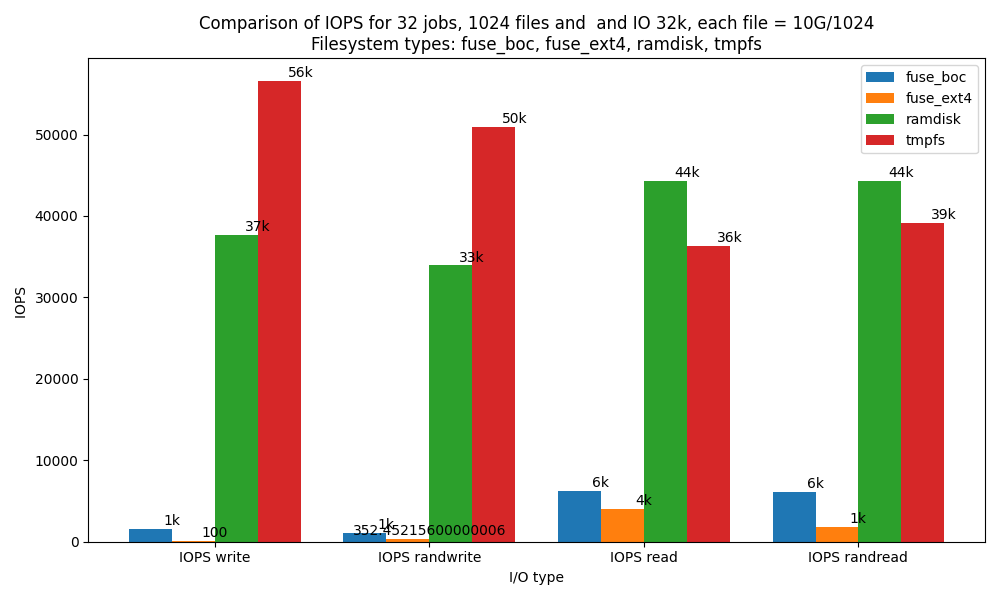 Comparison of IOPS for 32 jobs, 1024 files and  and IO 32k, each file = 10G/1024
Filesystem types: fuse_boc, fuse_ext4, ramdisk, tmpfs
fuse_boc
fuse_ext4
ramdisk
tmpfs
IOPS
50000
40000
30000
20000
10000
0
1k
100
37k
56k
1k
352.45215600000006
33k
50k
6k
4k
44k
36k
6k
1k
44k
39k
IOPS write
IOPS randwrite
IOPS read
IOPS randread
I/O type